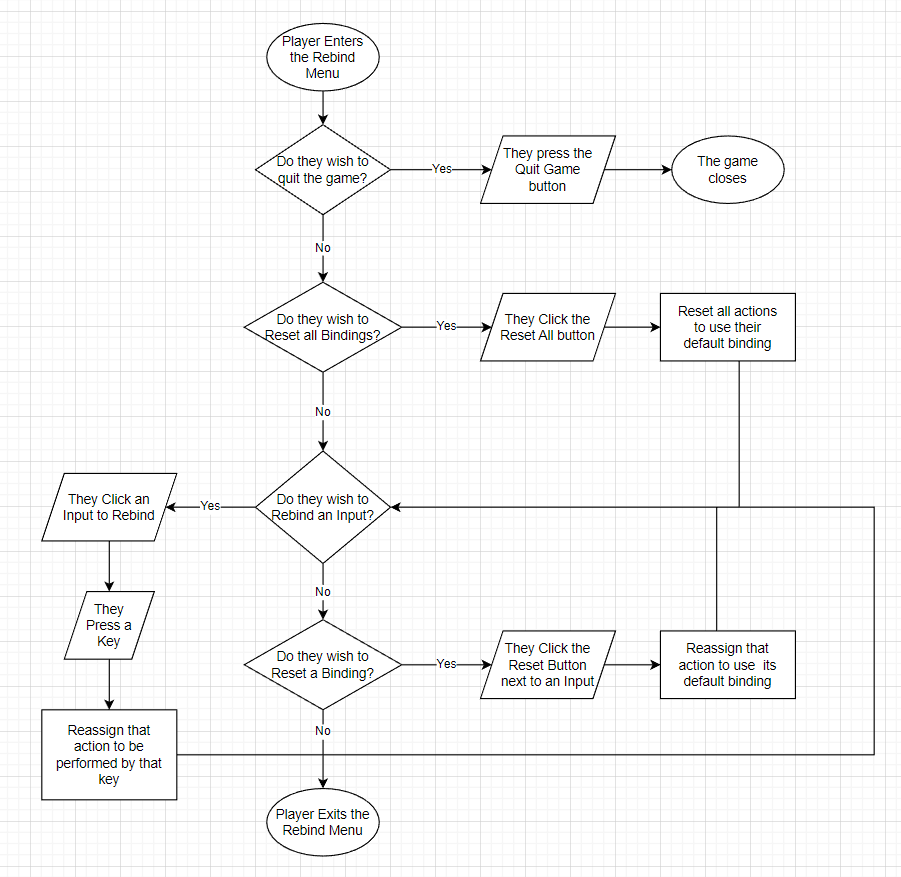 Player Enters
the Rebind
Menu
Do they wish to
quit the game?
Yes
They press the
Quit Game
button
The game
closes
No
Do they wish to
Reset all Bindings?
Yes
They Click the
Reset All button
Reset all actions
to use their
default binding
No
Do they wish to
Rebind an Input?
Yes
They Click an
Input to Rebind
They
Press a
Key
Reassign that
action to be
performed by that
key
No
Do they wish to
Reset a Binding?
Yes
They Click the
Reset Button
next to an Input
Reassign that
action to use  its
default binding
No
Player Exits the
Rebind Menu